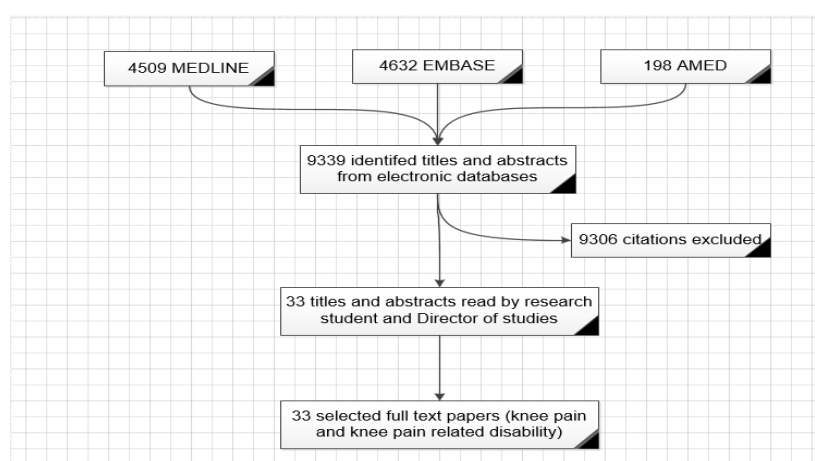 4509 MEDLINE
4632 EMBASE
198 AMED
9339 identifed titles and abstracts
from electronic databases
9306 citations excluded
33 titles and abstracts read by research
student and Director of studies
33 selected full text papers (knee pain
and knee pain related disability)